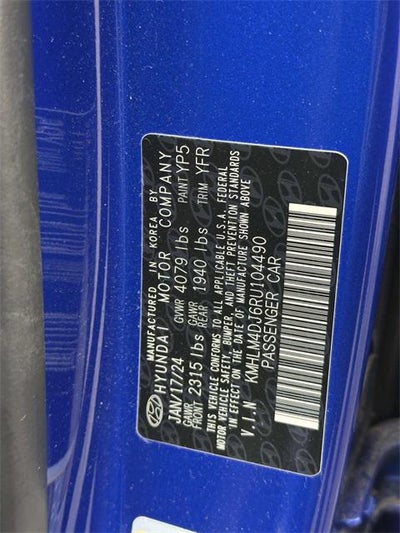 MANUFACTURED IN KOREA BY
HYUNDAI MOTOR COMPANY
JAN/17/24 GVWR 4079 lbs PAINT YP5
GAWR FRONT 2315 lbs GAWR REAR 1940 lbs TRIM YFR
THIS VEHICLE CONFORMS TO ALL APPLICABLE U.S.A. FEDERAL
MOTOR VEHICLE SAFETY, BUMPER, AND THEFT PREVENTION STANDARDS
IN EFFECT ON THE DATE OF MANUFACTURE SHOWN ABOVE
V.I.N KMHLM4DJ6RU104490
PASSENGER CAR